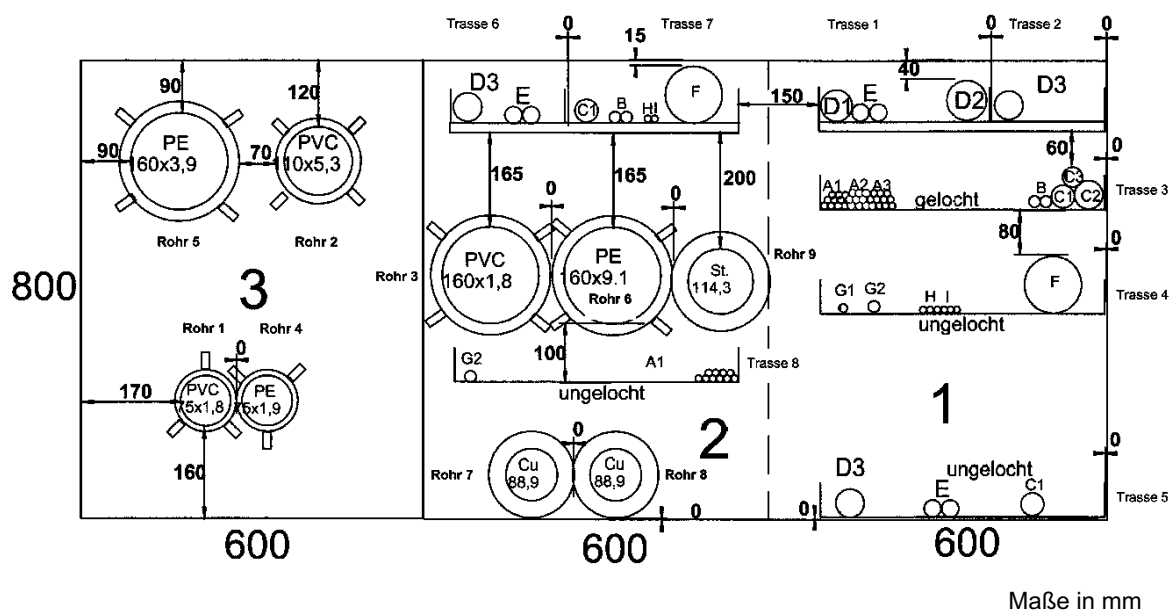 Trasse 6 0 Trasse 7 Trasse 1 0 Trasse 2 0
15
90 120 D3 E C1 B HI F 150 D1 E 40 D2 D3
PE 160x3,9 PVC 10x5,3
90 70 165 165 200 60 0
A1 A2 A3 B C3 C1 C2 Trasse 3
gelocht
Rohr 5 Rohr 2 0 0 80 0
Rohr 3 PVC 160x1,8 PE 60x9.1 Rohr 6 St. 114,3 Rohr 9
800 3 G1 G2 H I F Trasse 4
ungelocht
Rohr 1 Rohr 4 0 100
G2 A1 Trasse 8
ungelocht
170 PVC 75x1,8 PE 75x1,9
2 1
160 0 0
Rohr 7 Cu 88,9 Cu 88,9 Rohr 8 D3 E ungelocht C1 Trasse 5
0 0
600 600 600
Maße in mm